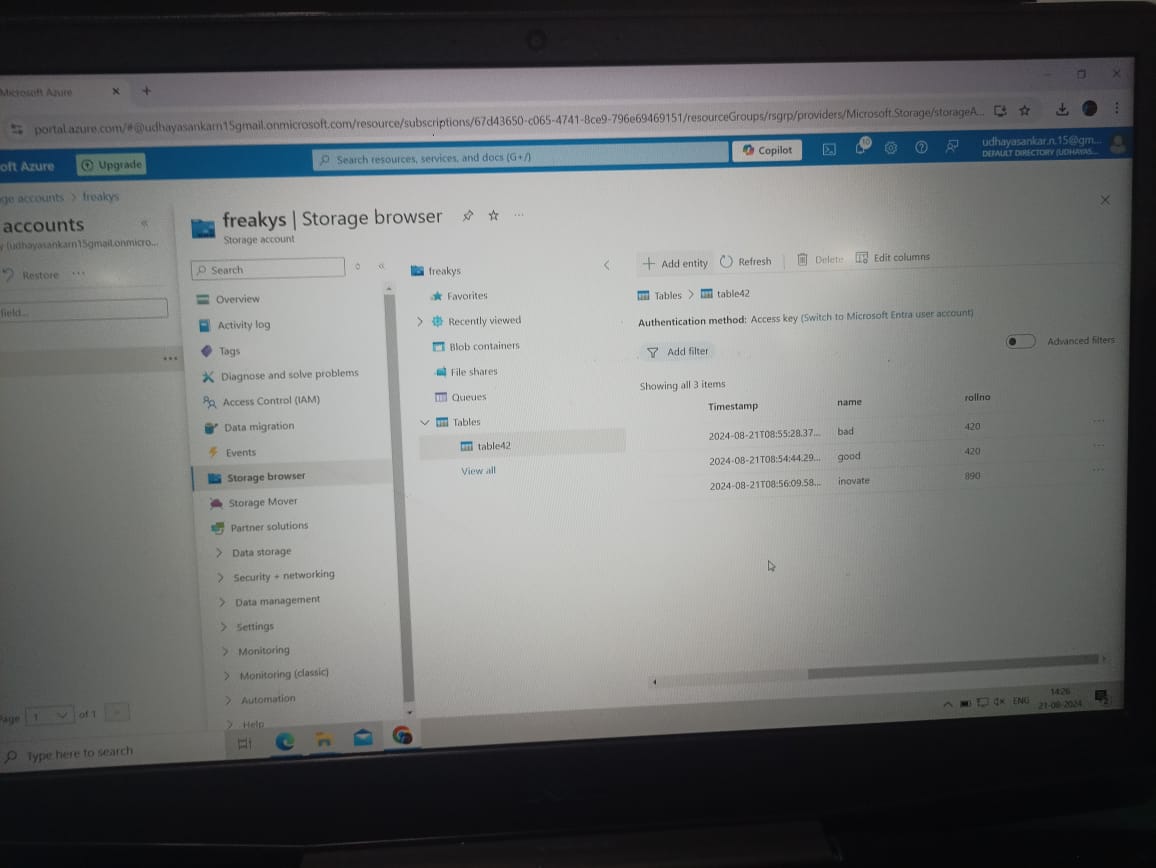 Microsoft Azure
portal.azure.com/#@udhayasankarn15gmail.onmicrosoft.com/resource/subscriptions/67d43650-c065-4741-8ce9-796e69469151/resourceGroups/rsgrp/providers/Microsoft.Storage/storageA...
oft Azure
Upgrade
Search resources, services, and docs (G+/)
Copilot
10
udhayasankar.n.15@gm...
DEFAULT DIRECTORY (UDHAYAS...
ge accounts > freakys
accounts
y (udhayasankarn15gmail.onmicro...
Restore
field...
Page 1 of 1
freakys | Storage browser
Storage account
Search
Overview
Activity log
Tags
Diagnose and solve problems
Access Control (IAM)
Data migration
Events
Storage browser
Storage Mover
Partner solutions
Data storage
Security + networking
Data management
Settings
Monitoring
Monitoring (classic)
Automation
Help
freakys
Favorites
Recently viewed
Blob containers
File shares
Queues
Tables
table42
View all
Add entity
Refresh
Delete
Edit columns
Tables > table42
Authentication method: Access key (Switch to Microsoft Entra user account)
Add filter
Advanced filters
Showing all 3 items
Timestamp name rollno
2024-08-21T08:55:28.37... bad 420
2024-08-21T08:54:44.29... good 420
2024-08-21T08:56:09.58... inovate 890
Type here to search
ENG
14:26
21-08-2024